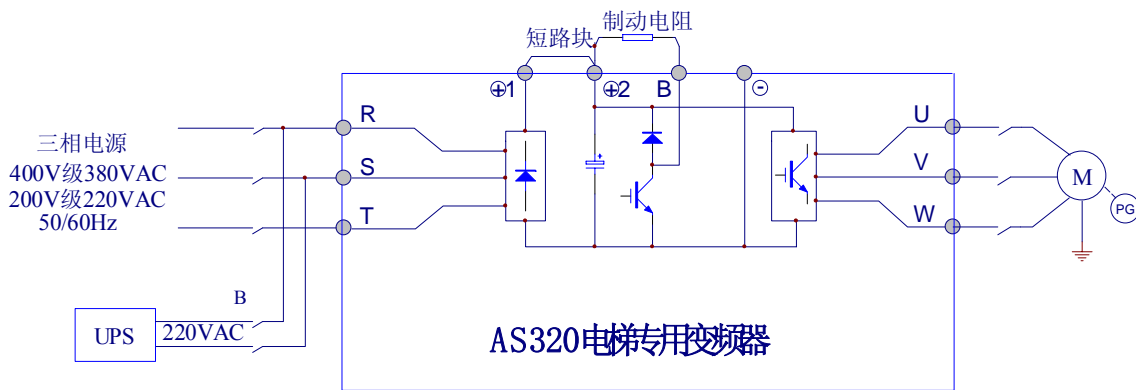 制动电阻
短路块
⊕1
⊕2
B
⊖
R
S
T
U
V
W
三相电源
400V级380VAC
200V级220VAC
50/60Hz
M
PG
B
UPS
220VAC
AS320电梯专用变频器